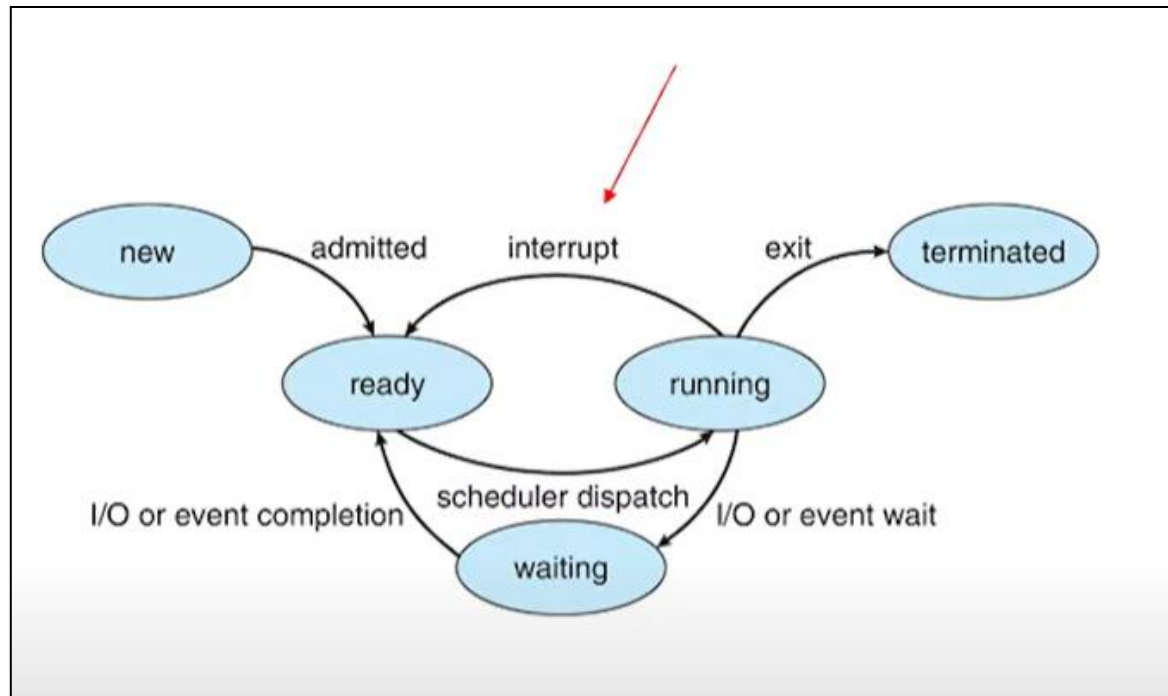 new
admitted
interrupt
exit
terminated
ready
running
I/O or event completion
scheduler dispatch
I/O or event wait
waiting